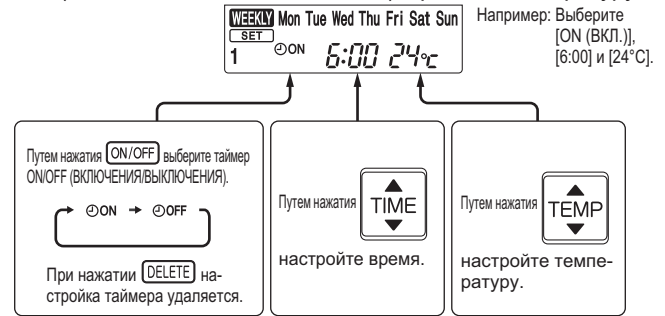 WEEKLY Mon Tue Wed Thu Fri Sat Sun
SET
1 ON 6:00 24°C
Например: Выберите
[ON (ВКЛ.)],
[6:00] и [24°C].
Путем нажатия ON/OFF выберите таймер
ON/OFF (ВКЛЮЧЕНИЯ/ВЫКЛЮЧЕНИЯ).
ON → OFF
При нажатии DELETE на-
стройка таймера удаляется.
Путем нажатия TIME
настройте время.
Путем нажатия TEMP
настройте темпе-
ратуру.